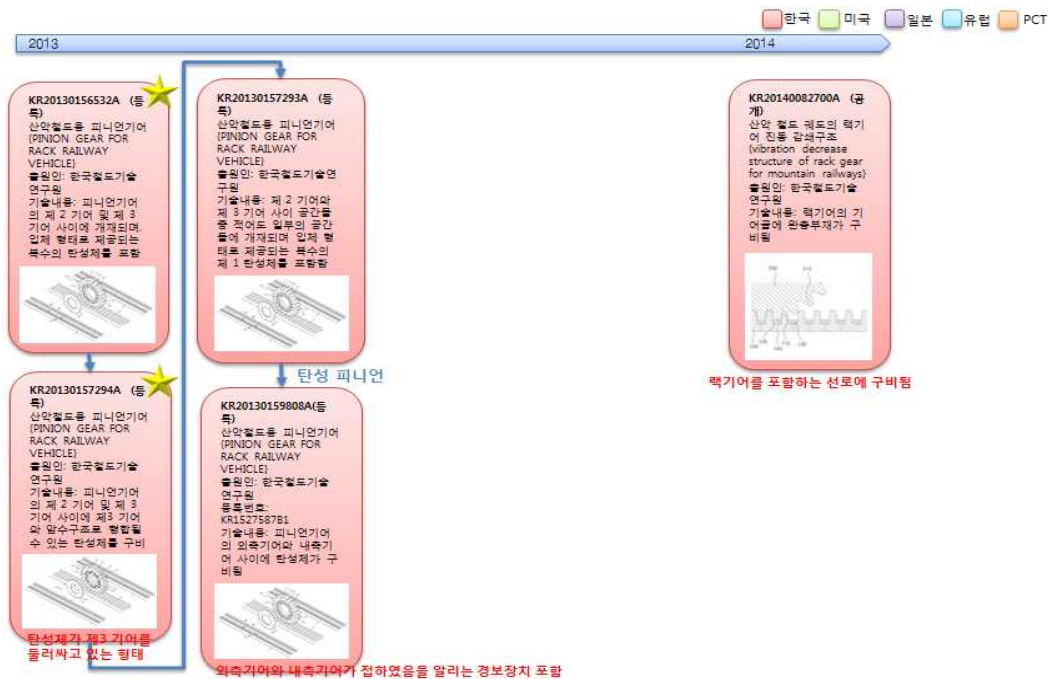 한국 미국 일본 유럽 PCT
2013 2014
KR20130156532A (등
록)
산악철도용 피니언기어
(PINION GEAR FOR
RACK RAILWAY
VEHICLE)
출원인: 한국철도기술
연구원
기술내용: 피니언기어
의 제 2 기어 및 제 3
기어 사이에 개재되며,
입체 형태로 제공되는
복수의 탄성체를 포함
KR20130157294A (등
록)
산악철도용 피니언기어
(PINION GEAR FOR
RACK RAILWAY
VEHICLE)
출원인: 한국철도기술
연구원
기술내용: 피니언기어
의 제 2 기어 및 제 3
기어 사이에 제3 기어
와 암수구조로 형합될
수 있는 탄성체를 구비
탄성체가 제3 기어를
둘러싸고 있는 형태
KR20130157293A (등
록)
산악철도용 피니언기어
(PINION GEAR FOR
RACK RAILWAY
VEHICLE)
출원인: 한국철도기술연
구원
기술내용: 제 2 기어와
제 3 기어 사이 공간들
중 적어도 일부의 공간
들에 개재되며 입체 형
태로 제공되는 복수의
제 1 탄성체를 포함함
탄성 피니언
KR20130159808A(등
록)
산악철도용 피니언기어
(PINION GEAR FOR
RACK RAILWAY
VEHICLE)
출원인: 한국철도기술
연구원
등록번호:
KR1527587B1
기술내용: 피니언기어
의 외측기어와 내측기
어 사이에 탄성체가 구
비됨
외측기어와 내측기어가 접하였음을 알리는 경보장치 포함
KR20140082700A (공
개)
산악 철도 궤도의 랙기
어 진동 감쇄구조
(vibration decrease
structure of rack gear
for mountain railways)
출원인: 한국철도기술
연구원
기술내용: 랙기어의 기
어골에 완충부재가 구
비됨
랙기어를 포함하는 선로에 구비됨